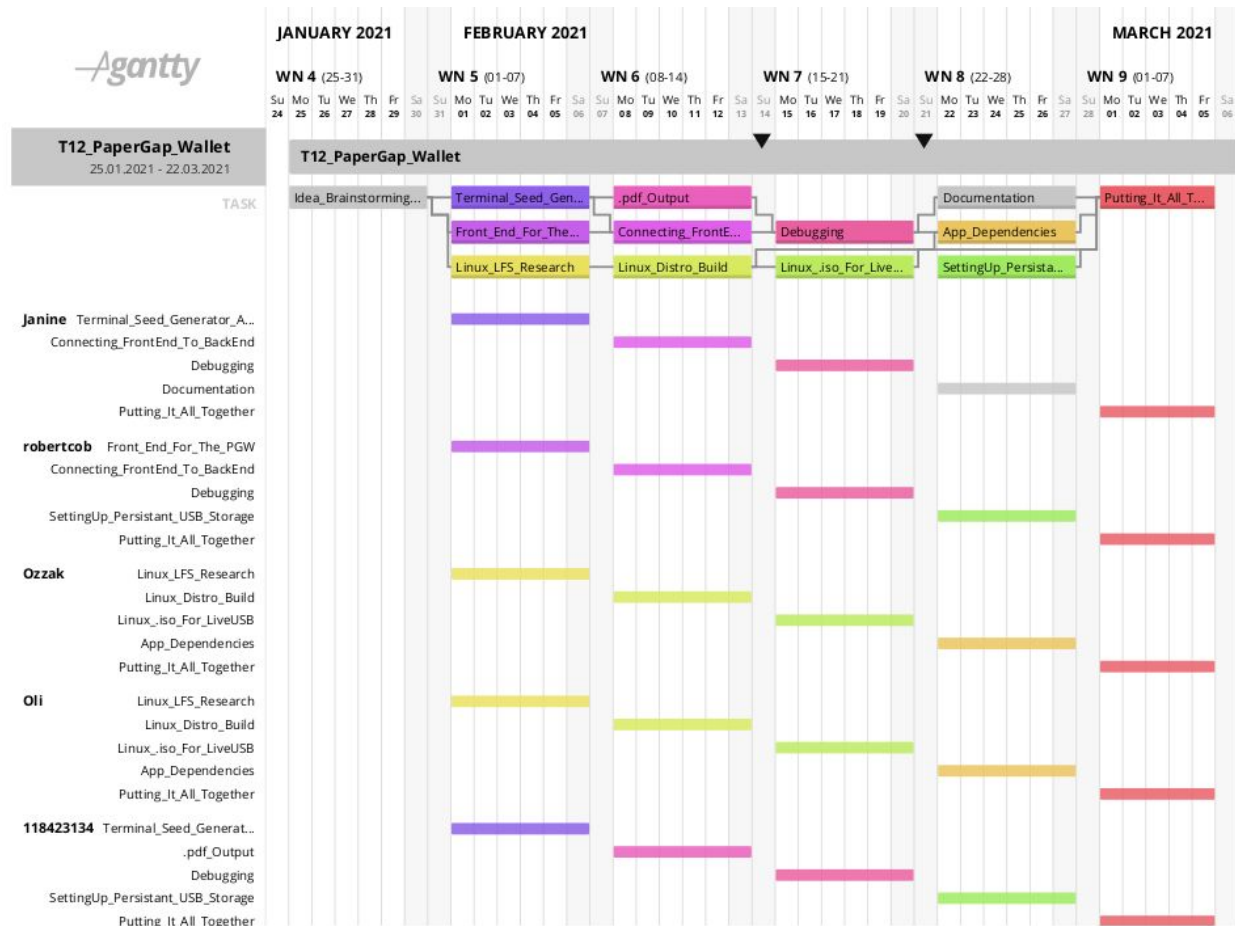 JANUARY 2021 FEBRUARY 2021 MARCH 2021
Agantty
WN 4 (25-31) WN 5 (01-07) WN 6 (08-14) WN 7 (15-21) WN 8 (22-28) WN 9 (01-07)
Su Mo Tu We Th Fr Sa Su Mo Tu We Th Fr Sa Su Mo Tu We Th Fr Sa Su Mo Tu We Th Fr Sa Su Mo Tu We Th Fr Sa Su Mo Tu We Th Fr Sa
24 25 26 27 28 29 30 31 01 02 03 04 05 06 07 08 09 10 11 12 13 14 15 16 17 18 19 20 21 22 23 24 25 26 27 28 01 02 03 04 05 06
T12_PaperGap_Wallet
25.01.2021 - 22.03.2021
T12_PaperGap_Wallet
TASK
Idea_Brainstorming... Terminal_Seed_Gen... .pdf_Output Documentation Putting_It_All_T...
Front_End_For_The... Connecting_FrontE... Debugging App_Dependencies
Linux_LFS_Research Linux_Distro_Build Linux_.iso_For_Live... SettingUp_Persista...
Janine Terminal_Seed_Generator_A...
Connecting_FrontEnd_To_BackEnd
Debugging
Documentation
Putting_It_All_Together
robertcob Front_End_For_The_PGW
Connecting_FrontEnd_To_BackEnd
Debugging
SettingUp_Persistant_USB_Storage
Putting_It_All_Together
Ozzak Linux_LFS_Research
Linux_Distro_Build
Linux_.iso_For_LiveUSB
App_Dependencies
Putting_It_All_Together
Oli Linux_LFS_Research
Linux_Distro_Build
Linux_.iso_For_LiveUSB
App_Dependencies
Putting_It_All_Together
118423134 Terminal_Seed_Generat...
.pdf_Output
Debugging
SettingUp_Persistant_USB_Storage
Putting_It_All_Together